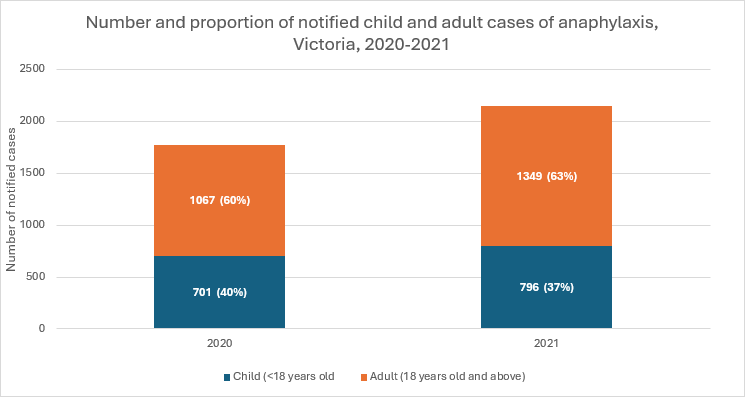 Number and proportion of notified child and adult cases of anaphylaxis,
Victoria, 2020-2021
Number of notified cases
2500
2000
1500
1000
500
0
1067 (60%)
701 (40%)
1349 (63%)
796 (37%)
2020
2021
Child (<18 years old
Adult (18 years old and above)